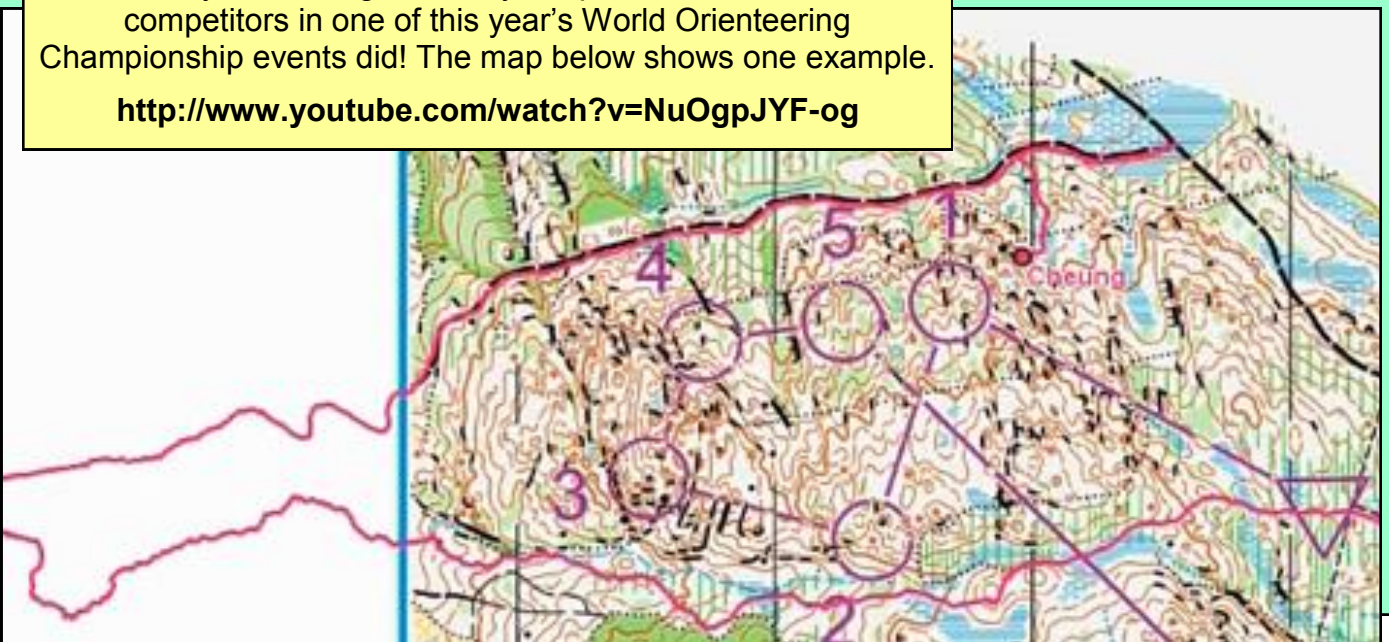 competitors in one of this year's World Orienteering
Championship events did! The map below shows one example.
http://www.youtube.com/watch?v=NuOgpJYF-og
5
1
4
Cheung
3
2